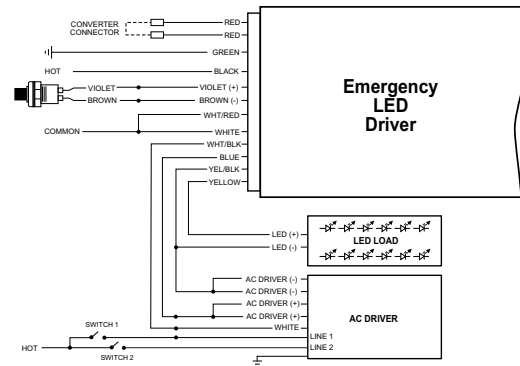 CONVERTER
CONNECTOR
RED
RED
GREEN
HOT
BLACK
VIOLET
VIOLET (+)
BROWN
BROWN (-)
WHT/RED
COMMON
WHITE
WHT/BLK
BLUE
YEL/BLK
YELLOW
Emergency
LED
Driver
LED (+)
LED (-)
LED LOAD
AC DRIVER (-)
AC DRIVER (-)
AC DRIVER (+)
AC DRIVER (+)
WHITE
AC DRIVER
SWITCH 1
LINE 1
HOT
LINE 2
SWITCH 2